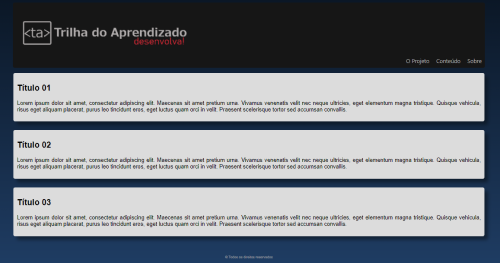 <ta> Trilha do Aprendizado
desenvolva!
O Projeto Conteúdo Sobre
Título 01
Lorem ipsum dolor sit amet, consectetur adipiscing elit. Maecenas sit amet pretium urna. Vivamus venenatis velit nec neque ultricies, eget elementum magna tristique. Quisque vehicula,
risus eget aliquam placerat, purus leo tincidunt eros, eget luctus quam orci in velit. Praesent scelerisque tortor sed accumsan convallis.
Título 02
Lorem ipsum dolor sit amet, consectetur adipiscing elit. Maecenas sit amet pretium urna. Vivamus venenatis velit nec neque ultricies, eget elementum magna tristique. Quisque vehicula,
risus eget aliquam placerat, purus leo tincidunt eros, eget luctus quam orci in velit. Praesent scelerisque tortor sed accumsan convallis.
Título 03
Lorem ipsum dolor sit amet, consectetur adipiscing elit. Maecenas sit amet pretium urna. Vivamus venenatis velit nec neque ultricies, eget elementum magna tristique. Quisque vehicula,
risus eget aliquam placerat, purus leo tincidunt eros, eget luctus quam orci in velit. Praesent scelerisque tortor sed accumsan convallis.